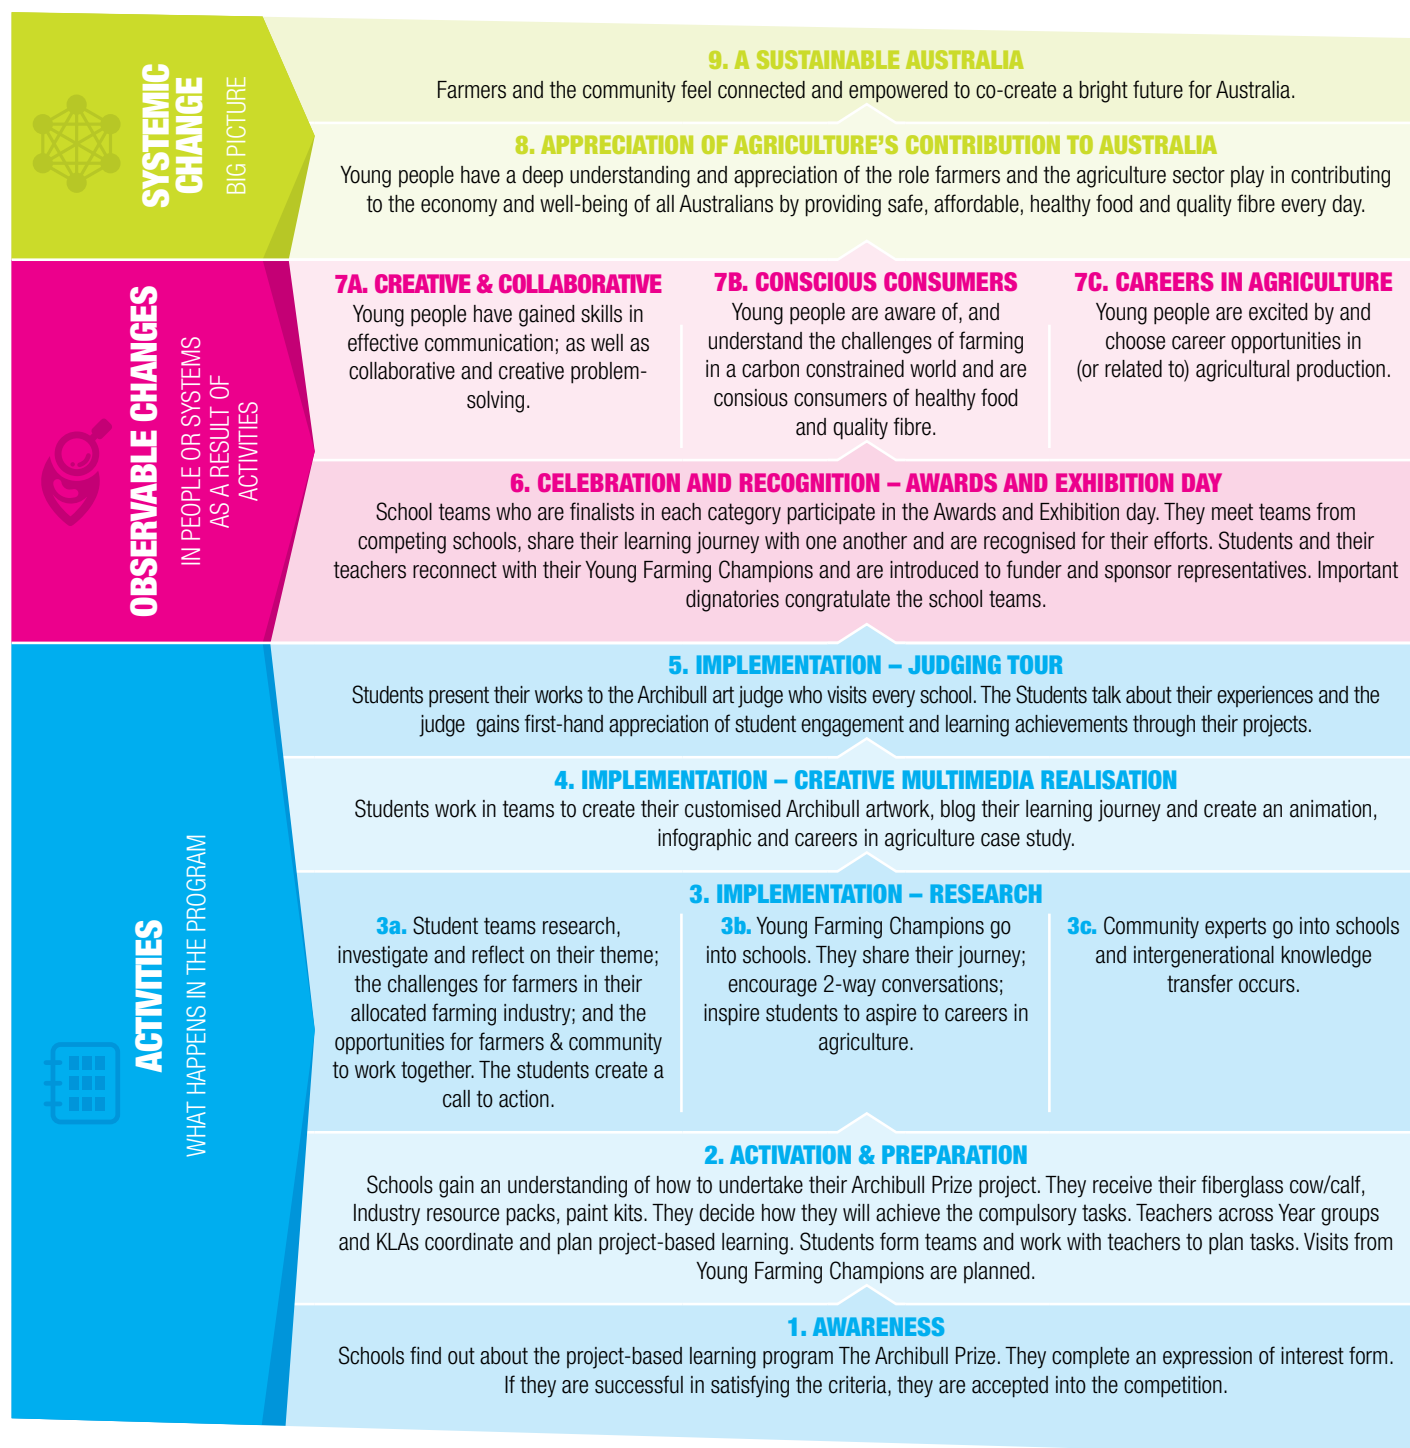 SYSTEMIC
CHANGE
BIG PICTURE
9. A SUSTAINABLE AUSTRALIA
Farmers and the community feel connected and empowered to co-create a bright future for Australia.
8. APPRECIATION OF AGRICULTURE’S CONTRIBUTION TO AUSTRALIA
Young people have a deep understanding and appreciation of the role farmers and the agriculture sector play in contributing
to the economy and well-being of all Australians by providing safe, affordable, healthy food and quality fibre every day.
OBSERVABLE CHANGES
IN PEOPLE OR SYSTEMS
AS A RESULT OF
ACTIVITIES
7A. CREATIVE & COLLABORATIVE
Young people have gained skills in
effective communication; as well as
collaborative and creative problem-
solving.
7B. CONSCIOUS CONSUMERS
Young people are aware of, and
understand the challenges of farming
in a carbon constrained world and are
consious consumers of healthy food
and quality fibre.
7C. CAREERS IN AGRICULTURE
Young people are excited by and
choose career opportunities in
(or related to) agricultural production.
6. CELEBRATION AND RECOGNITION – AWARDS AND EXHIBITION DAY
School teams who are finalists in each category participate in the Awards and Exhibition day. They meet teams from
competing schools, share their learning journey with one another and are recognised for their efforts. Students and their
teachers reconnect with their Young Farming Champions and are introduced to funder and sponsor representatives. Important
dignatories congratulate the school teams.
ACTIVITIES
WHAT HAPPENS IN THE PROGRAM
5. IMPLEMENTATION – JUDGING TOUR
Students present their works to the Archibull art judge who visits every school. The Students talk about their experiences and the
judge gains first-hand appreciation of student engagement and learning achievements through their projects.
4. IMPLEMENTATION – CREATIVE MULTIMEDIA REALISATION
Students work in teams to create their customised Archibull artwork, blog their learning journey and create an animation,
infographic and careers in agriculture case study.
3. IMPLEMENTATION – RESEARCH
3a. Student teams research,
investigate and reflect on their theme;
the challenges for farmers in their
allocated farming industry; and the
opportunities for farmers & community
to work together. The students create a
call to action.
3b. Young Farming Champions go
into schools. They share their journey;
encourage 2-way conversations;
inspire students to aspire to careers in
agriculture.
3c. Community experts go into schools
and intergenerational knowledge
transfer occurs.
2. ACTIVATION & PREPARATION
Schools gain an understanding of how to undertake their Archibull Prize project. They receive their fiberglass cow/calf,
Industry resource packs, paint kits. They decide how they will achieve the compulsory tasks. Teachers across Year groups
and KLAs coordinate and plan project-based learning. Students form teams and work with teachers to plan tasks. Visits from
Young Farming Champions are planned.
1. AWARENESS
Schools find out about the project-based learning program The Archibull Prize. They complete an expression of interest form.
If they are successful in satisfying the criteria, they are accepted into the competition.